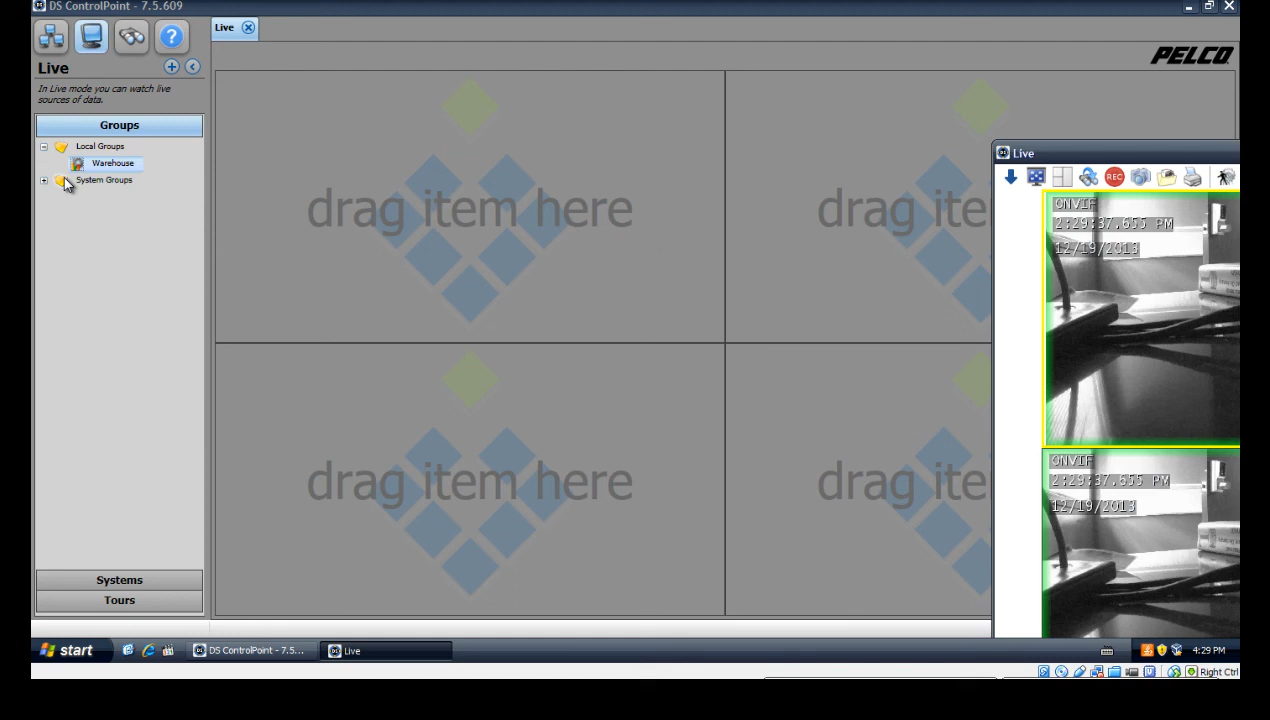 DS ControlPoint - 7.5.609
Live
PELCO
Live
In Live mode you can watch live
sources of data.
Groups
Local Groups
Warehouse
System Groups
drag item here
drag ite
Live
REC
ONVIF
2:29:37.655 PM
12/19/2013
drag item here
drag ite
ONVIF
2:29:37.655 PM
12/19/2013
Systems
Tours
start
DS ControlPoint - 7.5...
Live
4:29 PM
Right Ctrl